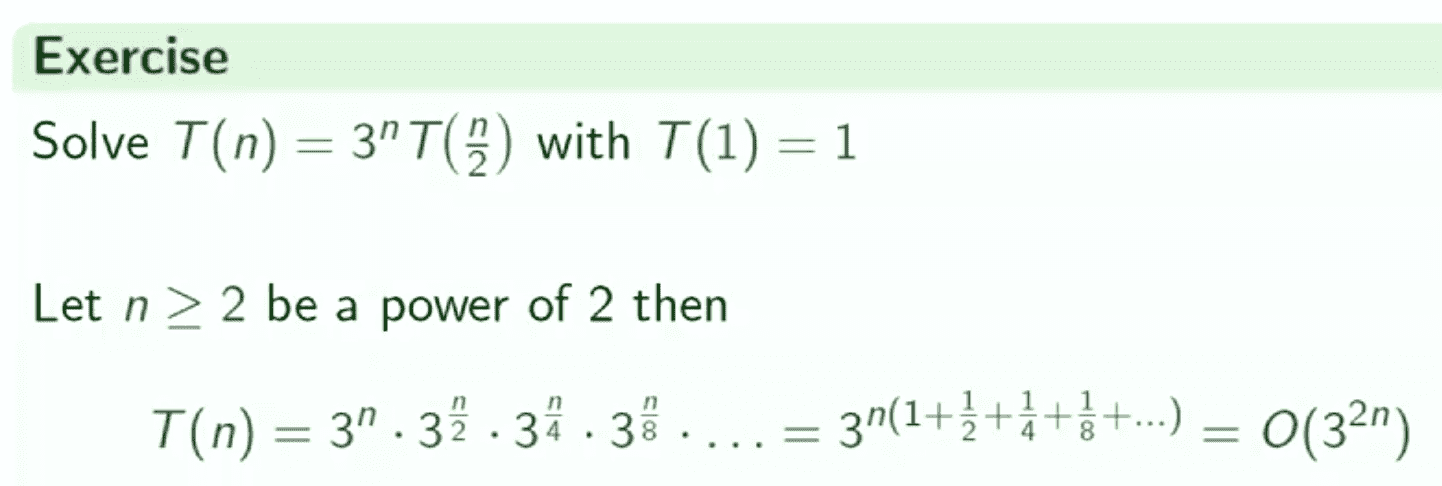 Exercise
Solve T(n) = 3ⁿT(n/2) with T(1) = 1
Let n ≥ 2 be a power of 2 then
T(n) = 3^n · 3^(n/2) · 3^(n/4) · 3^(n/8) · … = 3^(n(1+1/2+1/4+1/8+…)) = O(3^(2n))